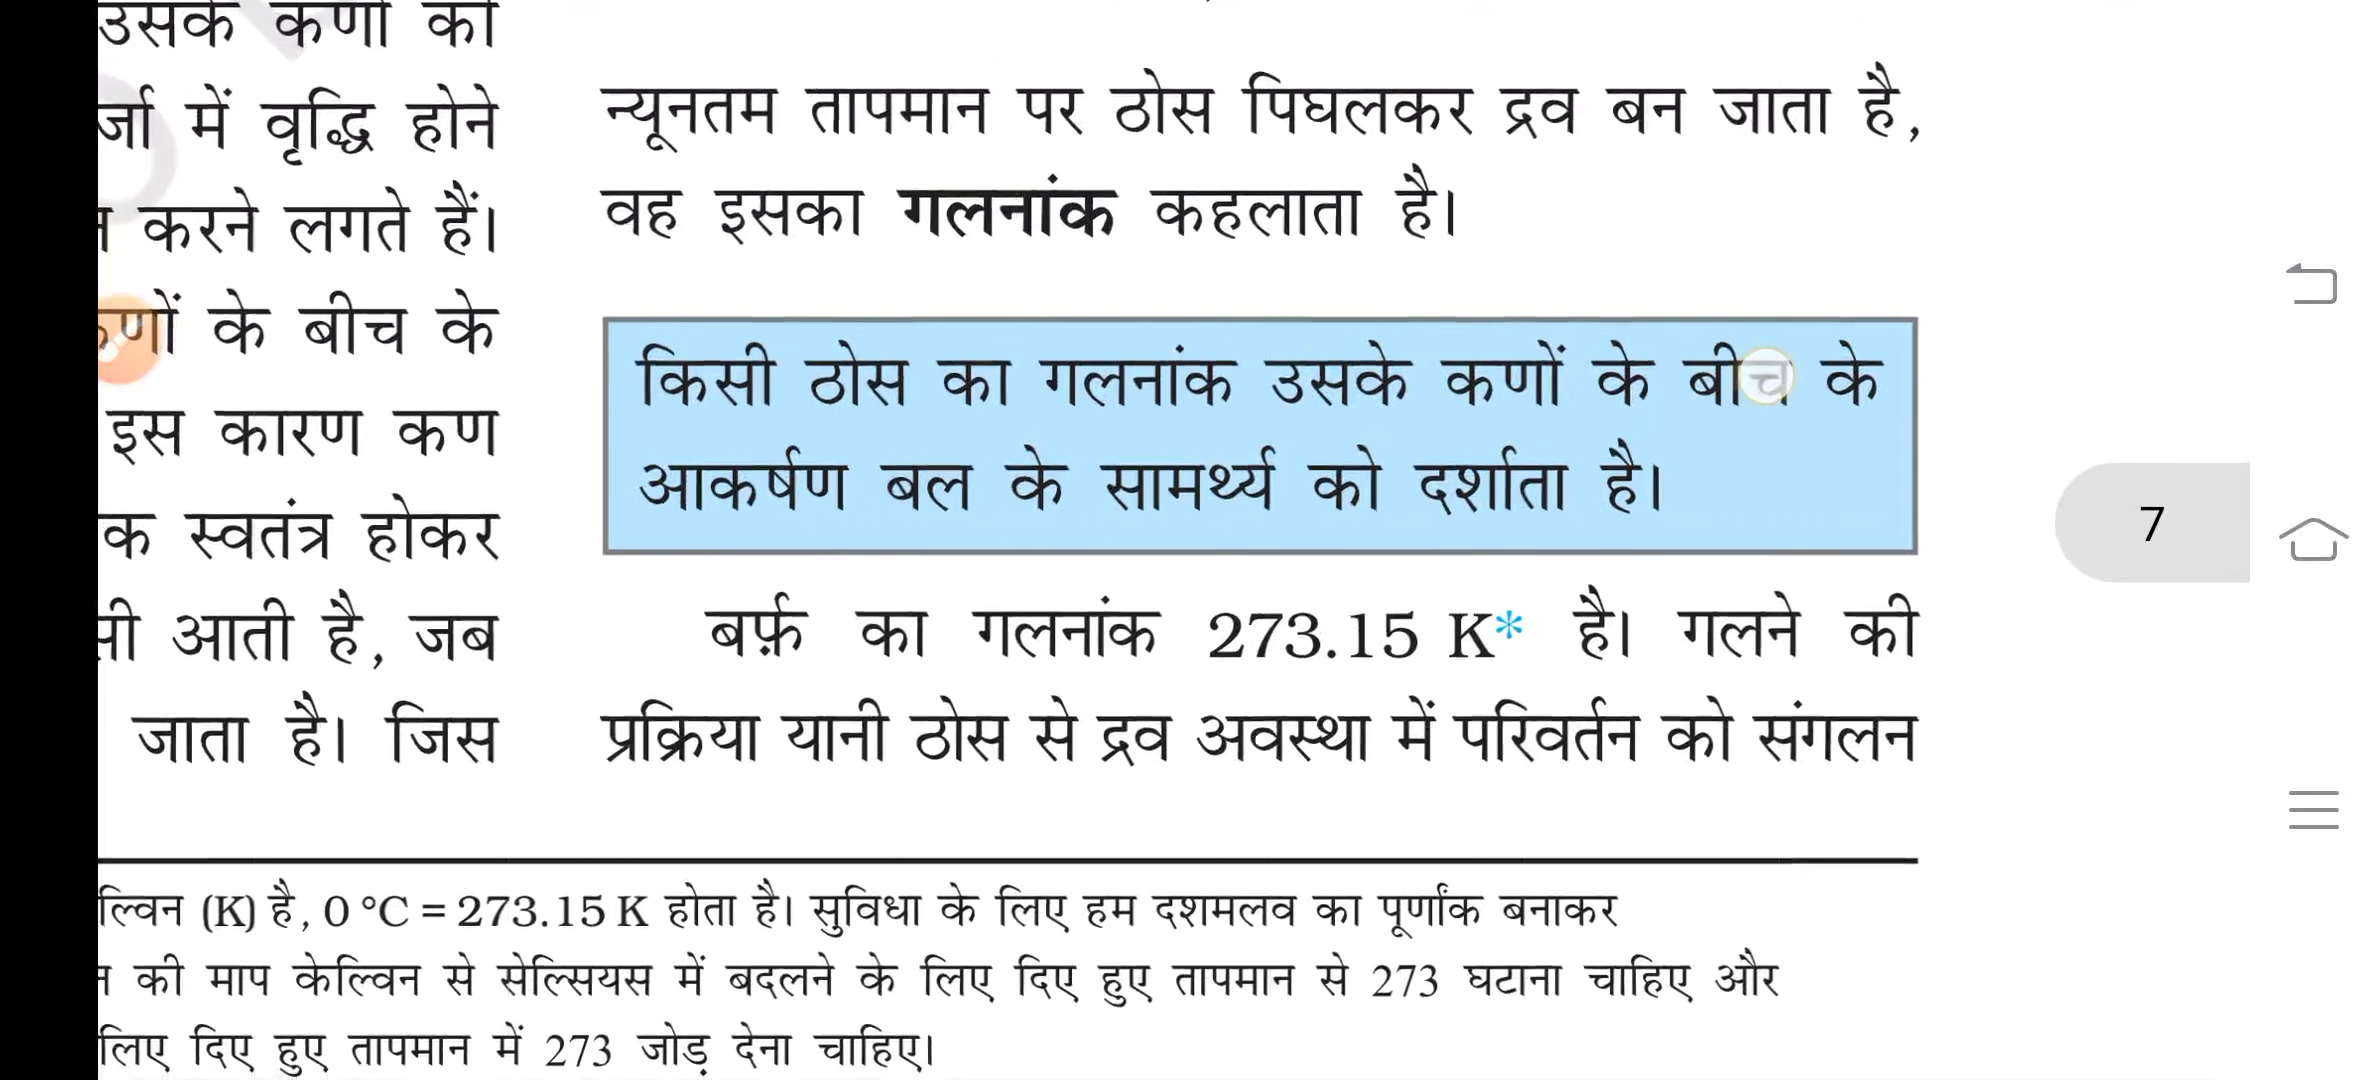 उसके कणों की
र्जा में वृद्धि होने
करने लगते हैं।
कणों के बीच के
इस कारण कण
क स्वतंत्र होकर
सी आती है, जब
जाता है। जिस
न्यूनतम तापमान पर ठोस पिघलकर द्रव बन जाता है,
वह इसका गलनांक कहलाता है।
किसी ठोस का गलनांक उसके कणों के बीच के
आकर्षण बल के सामर्थ्य को दर्शाता है।
बर्फ़ का गलनांक 273.15 K* है। गलने की
प्रक्रिया यानी ठोस से द्रव अवस्था में परिवर्तन को संगलन
ल्विन (K) है, 0 °C = 273.15 K होता है। सुविधा के लिए हम दशमलव का पूर्णांक बनाकर
की माप केल्विन से सेल्सियस में बदलने के लिए दिए हुए तापमान से 273 घटाना चाहिए और
लिए दिए हुए तापमान में 273 जोड़ देना चाहिए।
7